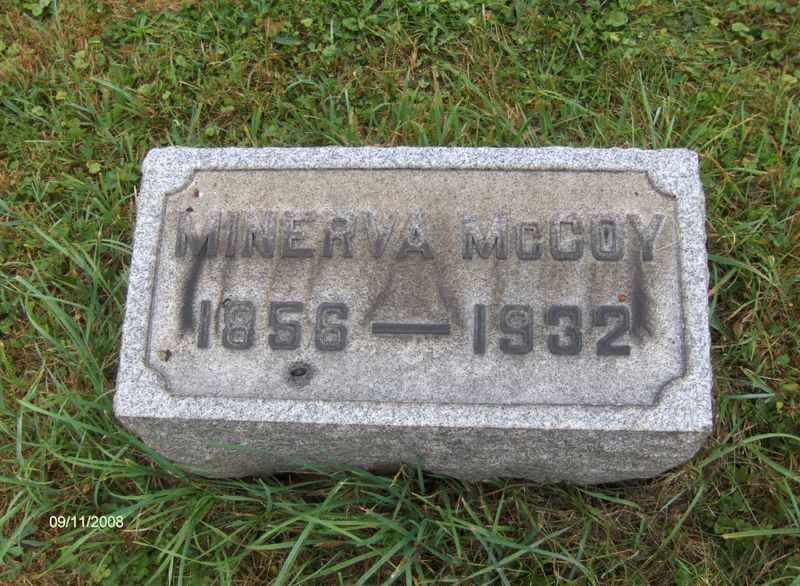 MINERVA McCOY
1856 — 1932
09/11/2008